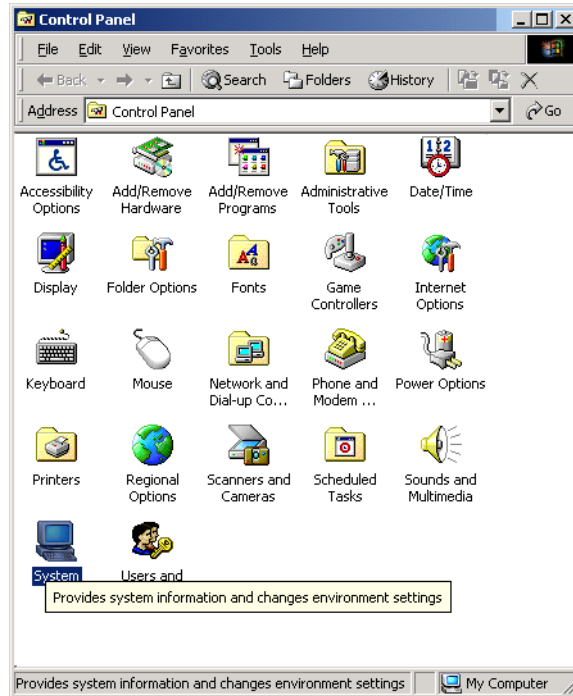 Control Panel
File Edit View Favorites Tools Help
Back Search Folders History
Address Control Panel Go
Accessibility Options
Add/Remove Hardware
Add/Remove Programs
Administrative Tools
Date/Time
Display
Folder Options
Fonts
Game Controllers
Internet Options
Keyboard
Mouse
Network and Dial-up Co...
Phone and Modem ...
Power Options
Printers
Regional Options
Scanners and Cameras
Scheduled Tasks
Sounds and Multimedia
System
Users and
Provides system information and changes environment settings
Provides system information and changes environment settings My Computer